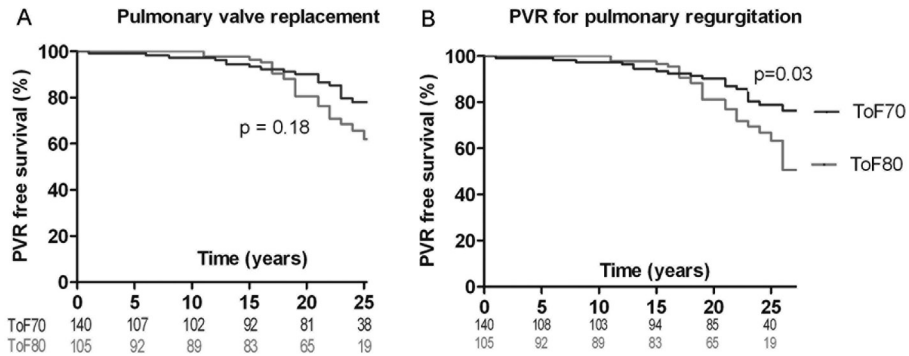 A Pulmonary valve replacement
PVR free survival (%)
100
80
60
40
20
0
p = 0.18
Time (years)
0 5 10 15 20 25
ToF70 140 107 102 92 81 38
ToF80 105 92 89 83 65 19
B PVR for pulmonary regurgitation
PVR free survival (%)
100
80
60
40
20
0
p=0.03
ToF70
ToF80
Time (years)
0 5 10 15 20 25
140 108 103 94 85 40
105 92 89 83 65 19